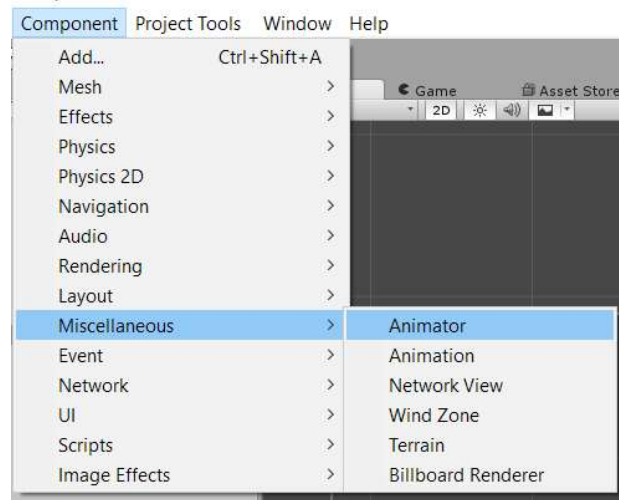 Component Project Tools Window Help
Add... Ctrl+Shift+A
Mesh
Effects
Physics
Physics 2D
Navigation
Audio
Rendering
Layout
Miscellaneous
Event
Network
UI
Scripts
Image Effects
Game Asset Store
2D
Animator
Animation
Network View
Wind Zone
Terrain
Billboard Renderer